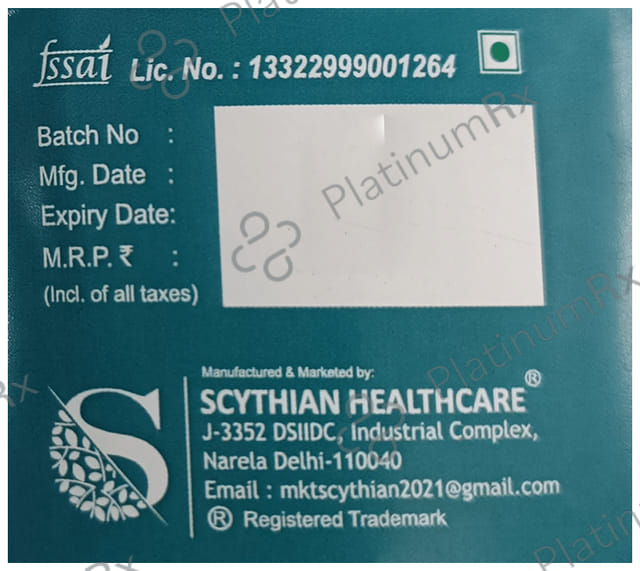 fssai Lic. No. : 13322999001264
Batch No :
Mfg. Date :
Expiry Date:
M.R.P. ₹ :
(Incl. of all taxes)
PlatinumRx
Manufactured & Marketed by:
SCYTHIAN HEALTHCARE®
J-3352 DSIIDC, Industrial Complex,
Narela Delhi-110040
Email : mktscythian2021@gmail.com
® Registered Trademark
S
PlatinumRx